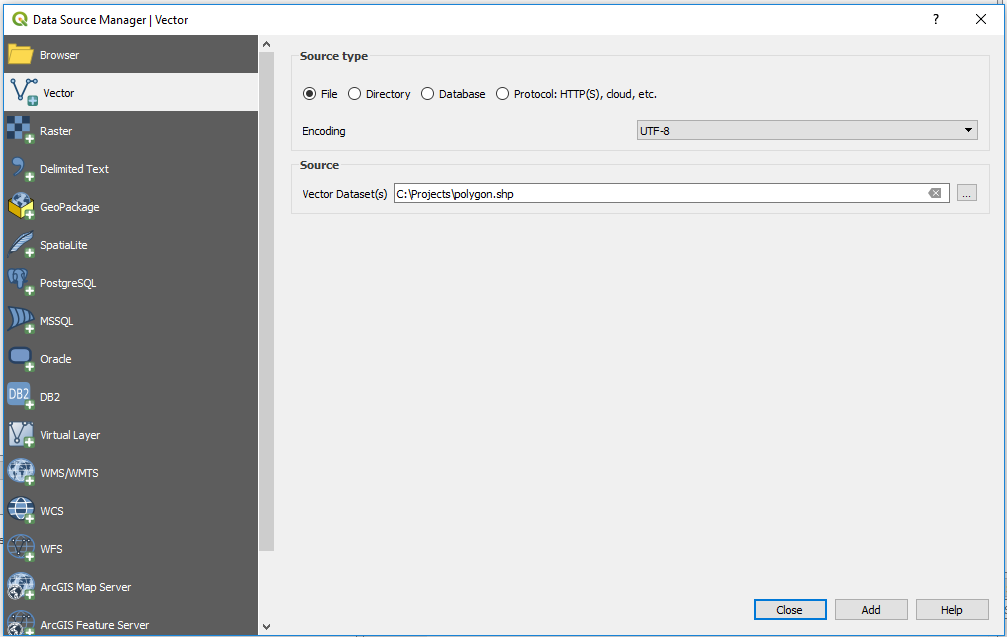 Data Source Manager | Vector
?
Browser
Vector
Raster
Delimited Text
GeoPackage
SpatiaLite
PostgreSQL
MSSQL
Oracle
DB2
DB2
Virtual Layer
WMS/WMTS
WCS
WFS
ArcGIS Map Server
ArcGIS Feature Server
Source type
File Directory Database Protocol: HTTP(S), cloud, etc.
Encoding UTF-8
Source
Vector Dataset(s) C:\Projects\polygon.shp ...
Close Add Help